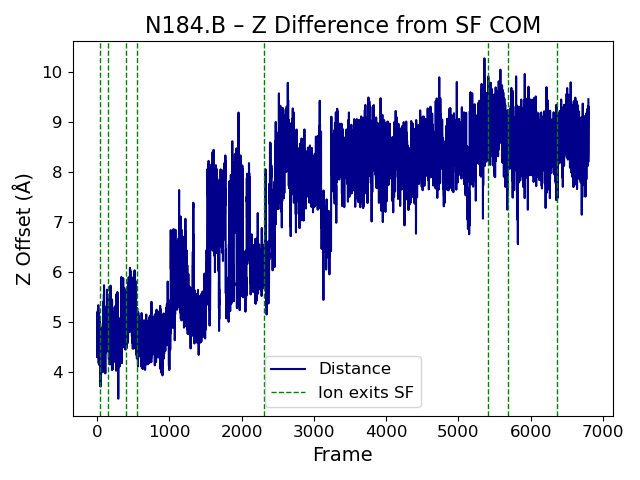 N184.B – Z Difference from SF COM
Z Offset (Å)
10
9
8
7
6
5
4
Distance
Ion exits SF
0 1000 2000 3000 4000 5000 6000 7000
Frame